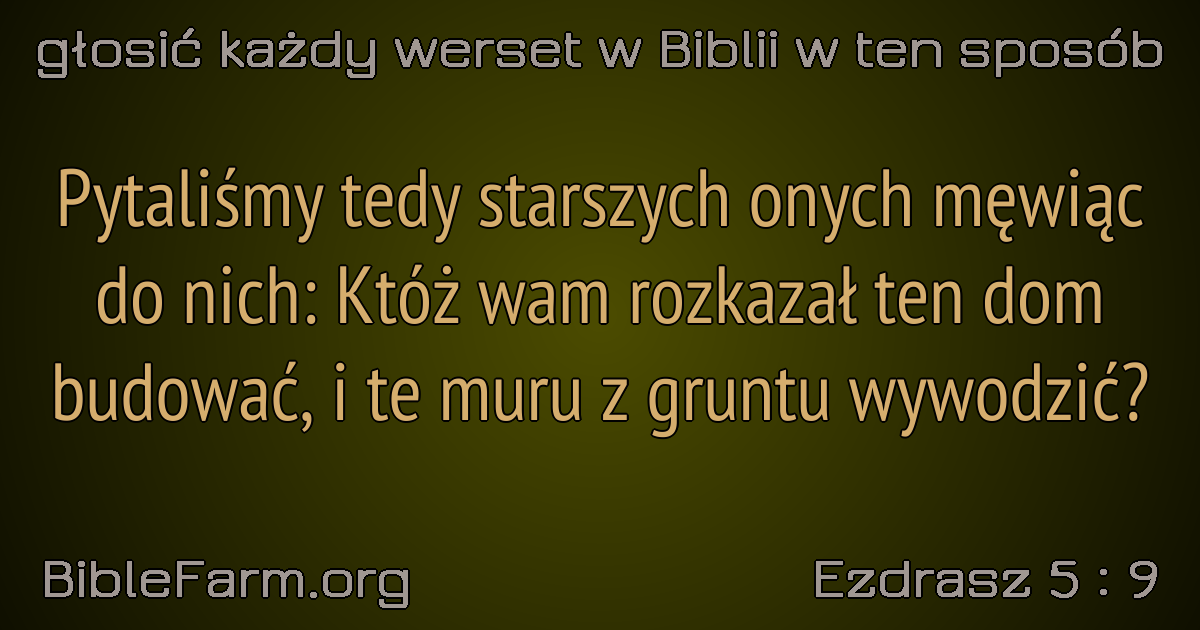 głosić każdy werset w Biblii w ten sposób
Pytaliśmy tedy starszych onych męwiąc
do nich: Któż wam rozkazał ten dom
budować, i te muru z gruntu wywodzić?
BibleFarm.org
Ezdrasz 5 : 9